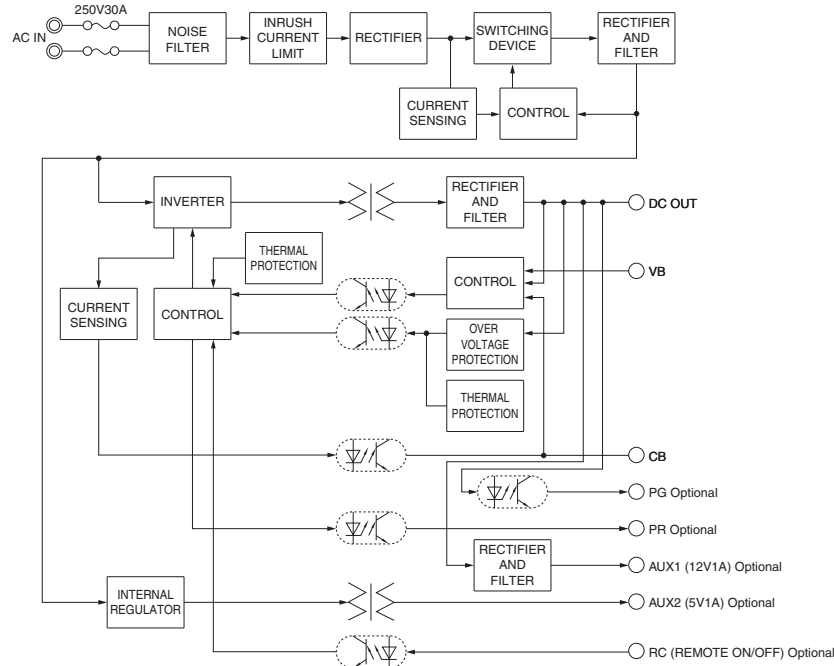 250V30A
AC IN
NOISE
FILTER
INRUSH
CURRENT
LIMIT
RECTIFIER
SWITCHING
DEVICE
RECTIFIER
AND
FILTER
CURRENT
SENSING
CONTROL
INVERTER
RECTIFIER
AND
FILTER
DC OUT
THERMAL
PROTECTION
CONTROL
VB
CURRENT
SENSING
CONTROL
OVER
VOLTAGE
PROTECTION
THERMAL
PROTECTION
CB
PG Optional
PR Optional
RECTIFIER
AND
FILTER
AUX1 (12V1A) Optional
INTERNAL
REGULATOR
AUX2 (5V1A) Optional
RC (REMOTE ON/OFF) Optional